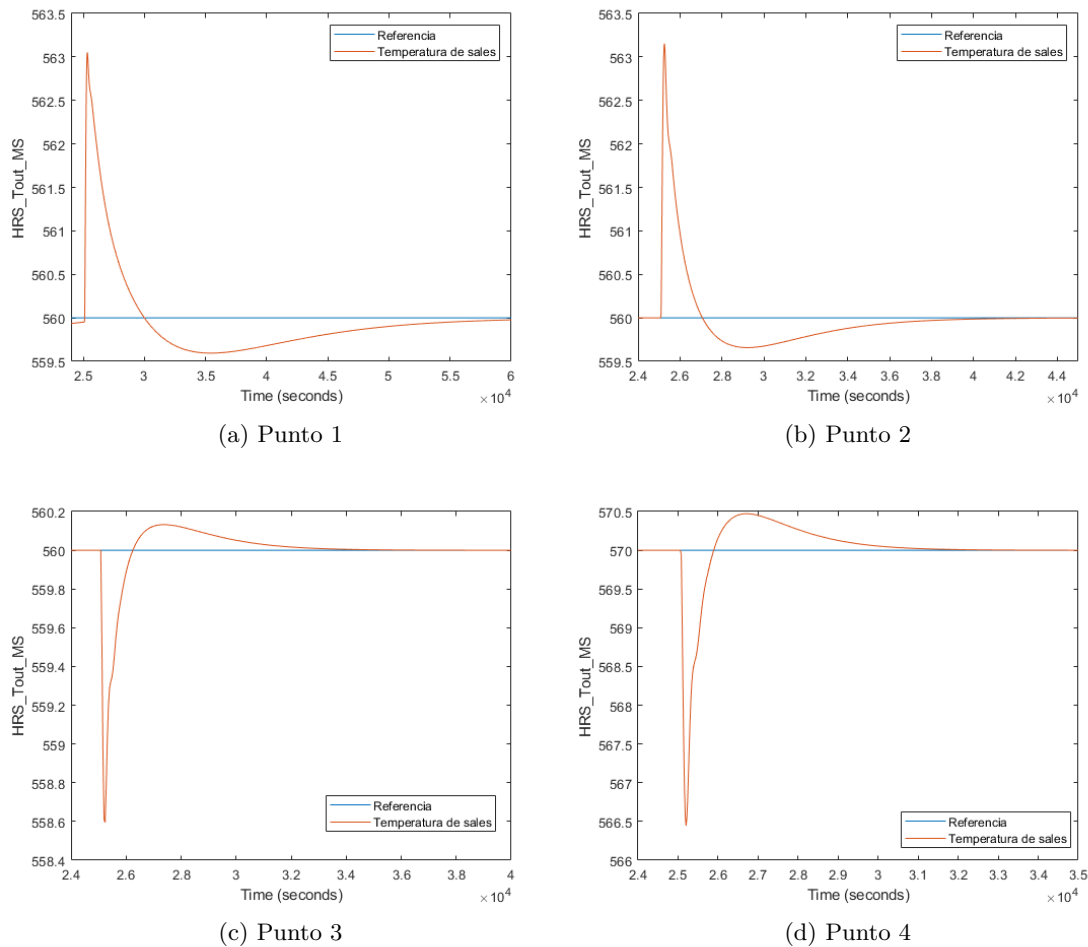 563.5
563
562.5
562
561.5
561
560.5
560
559.5
HRS_Tout_MS
Referencia
Temperatura de sales
2.5 3 3.5 4 4.5 5 5.5 6
Time (seconds)
×10^4
(a) Punto 1
563.5
563
562.5
562
561.5
561
560.5
560
559.5
HRS_Tout_MS
Referencia
Temperatura de sales
2.4 2.6 2.8 3 3.2 3.4 3.6 3.8 4 4.2 4.4
Time (seconds)
×10^4
(b) Punto 2
560.2
560
559.8
559.6
559.4
559.2
559
558.8
558.6
558.4
HRS_Tout_MS
Referencia
Temperatura de sales
2.4 2.6 2.8 3 3.2 3.4 3.6 3.8 4
Time (seconds)
×10^4
(c) Punto 3
570.5
570
569.5
569
568.5
568
567.5
567
566.5
566
HRS_Tout_MS
Referencia
Temperatura de sales
2.4 2.5 2.6 2.7 2.8 2.9 3 3.1 3.2 3.3 3.4 3.5
Time (seconds)
×10^4
(d) Punto 4